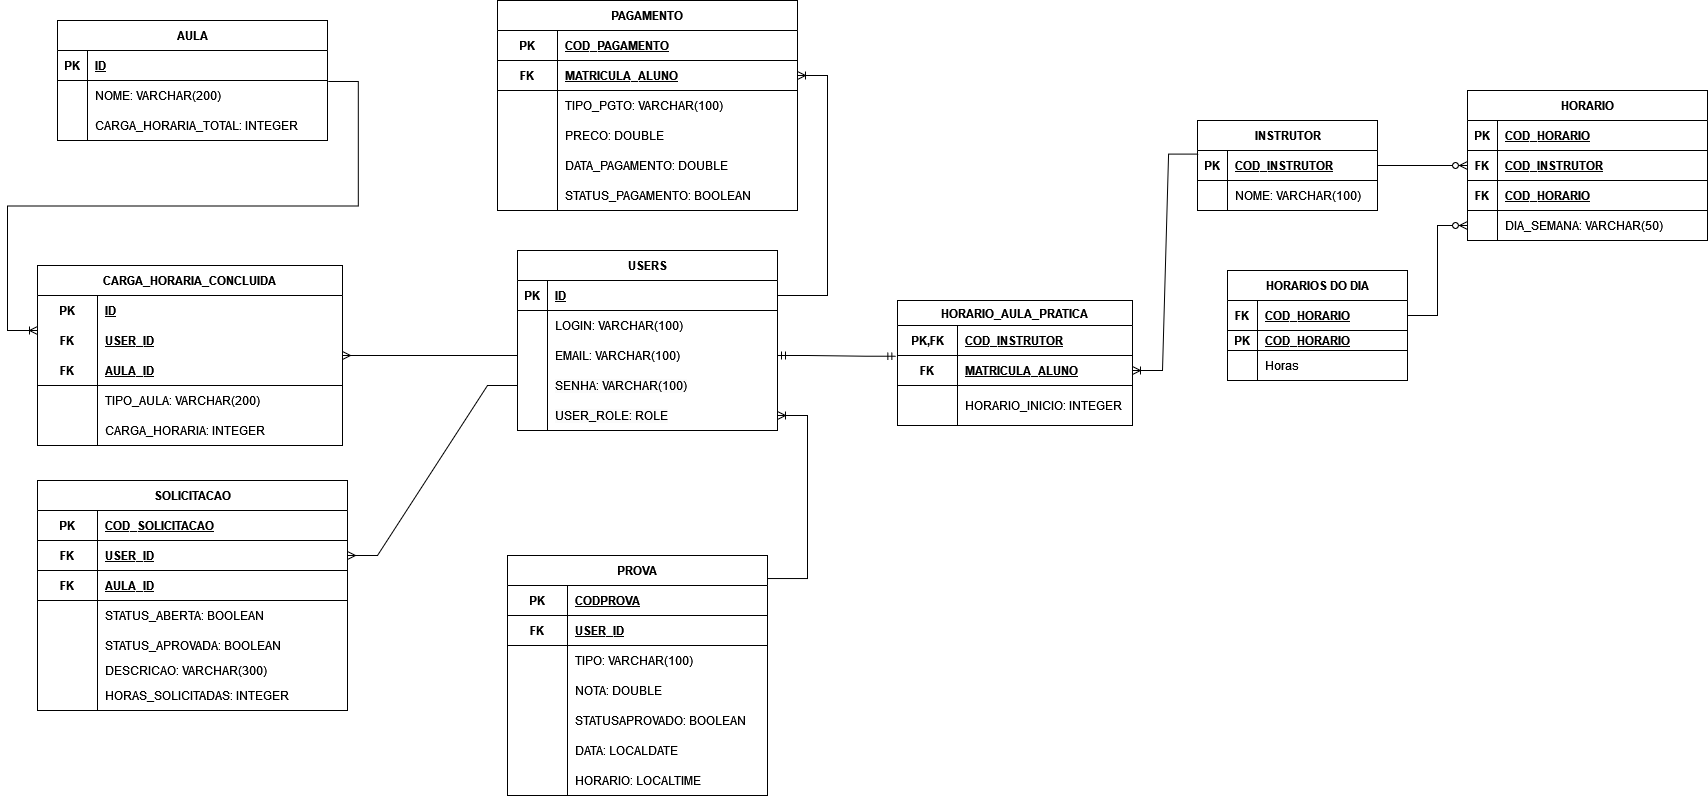 AULA
PK ID
NOME: VARCHAR(200)
CARGA_HORARIA_TOTAL: INTEGER
PAGAMENTO
PK COD_PAGAMENTO
FK MATRICULA_ALUNO
TIPO_PGTO: VARCHAR(100)
PRECO: DOUBLE
DATA_PAGAMENTO: DOUBLE
STATUS_PAGAMENTO: BOOLEAN
INSTRUTOR
PK COD_INSTRUTOR
NOME: VARCHAR(100)
HORARIO
PK COD_HORARIO
FK COD_INSTRUTOR
FK COD_HORARIO
DIA_SEMANA: VARCHAR(50)
CARGA_HORARIA_CONCLUIDA
PK ID
FK USER_ID
FK AULA_ID
TIPO_AULA: VARCHAR(200)
CARGA_HORARIA: INTEGER
USERS
PK ID
LOGIN: VARCHAR(100)
EMAIL: VARCHAR(100)
SENHA: VARCHAR(100)
USER_ROLE: ROLE
HORARIO_AULA_PRATICA
PK,FK COD_INSTRUTOR
FK MATRICULA_ALUNO
HORARIO_INICIO: INTEGER
HORARIOS DO DIA
FK COD_HORARIO
PK COD_HORARIO
Horas
SOLICITACAO
PK COD_SOLICITACAO
FK USER_ID
FK AULA_ID
STATUS_ABERTA: BOOLEAN
STATUS_APROVADA: BOOLEAN
DESCRICAO: VARCHAR(300)
HORAS_SOLICITADAS: INTEGER
PROVA
PK CODPROVA
FK USER_ID
TIPO: VARCHAR(100)
NOTA: DOUBLE
STATUSAPROVADO: BOOLEAN
DATA: LOCALDATE
HORARIO: LOCALTIME